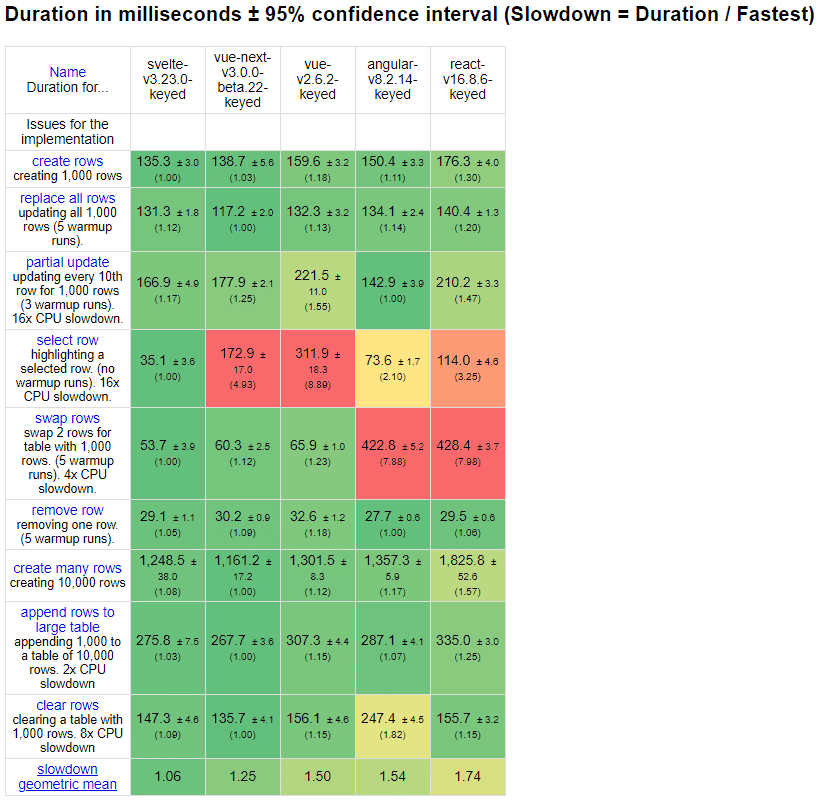 Duration in milliseconds ± 95% confidence interval (Slowdown = Duration / Fastest)
Name
Duration for...
svelte-
v3.23.0-
keyed
vue-next-
v3.0.0-
beta.22-
keyed
vue-
v2.6.2-
keyed
angular-
v8.2.14-
keyed
react-
v16.8.6-
keyed
Issues for the
implementation
create rows
creating 1,000 rows
135.3 ± 3.0
(1.00)
138.7 ± 5.6
(1.03)
159.6 ± 3.2
(1.18)
150.4 ± 3.3
(1.11)
176.3 ± 4.0
(1.30)
replace all rows
updating all 1,000
rows (5 warmup
runs).
131.3 ± 1.8
(1.12)
117.2 ± 2.0
(1.00)
132.3 ± 3.2
(1.13)
134.1 ± 2.4
(1.14)
140.4 ± 1.3
(1.20)
partial update
updating every 10th
row for 1,000 rows
(3 warmup runs).
16x CPU slowdown.
166.9 ± 4.9
(1.17)
177.9 ± 2.1
(1.25)
221.5 ±
11.0
(1.55)
142.9 ± 3.9
(1.00)
210.2 ± 3.3
(1.47)
select row
highlighting a
selected row. (no
warmup runs). 16x
CPU slowdown.
35.1 ± 3.6
(1.00)
172.9 ±
17.0
(4.93)
311.9 ±
18.3
(8.89)
73.6 ± 1.7
(2.10)
114.0 ± 4.6
(3.25)
swap rows
swap 2 rows for
table with 1,000
rows. (5 warmup
runs). 4x CPU
slowdown.
53.7 ± 3.9
(1.00)
60.3 ± 2.5
(1.12)
65.9 ± 1.0
(1.23)
422.8 ± 5.2
(7.88)
428.4 ± 3.7
(7.98)
remove row
removing one row.
(5 warmup runs).
29.1 ± 1.1
(1.05)
30.2 ± 0.9
(1.09)
32.6 ± 1.2
(1.18)
27.7 ± 0.6
(1.00)
29.5 ± 0.6
(1.06)
create many rows
creating 10,000 rows
1,248.5 ±
38.0
(1.08)
1,161.2 ±
17.2
(1.00)
1,301.5 ±
8.3
(1.12)
1,357.3 ±
5.9
(1.17)
1,825.8 ±
52.6
(1.57)
append rows to
large table
appending 1,000 to
a table of 10,000
rows. 2x CPU
slowdown
275.8 ± 7.5
(1.03)
267.7 ± 3.6
(1.00)
307.3 ± 4.4
(1.15)
287.1 ± 4.1
(1.07)
335.0 ± 3.0
(1.25)
clear rows
clearing a table with
1,000 rows. 8x CPU
slowdown
147.3 ± 4.6
(1.09)
135.7 ± 4.1
(1.00)
156.1 ± 4.6
(1.15)
247.4 ± 4.5
(1.82)
155.7 ± 3.2
(1.15)
slowdown
geometric mean
1.06
1.25
1.50
1.54
1.74